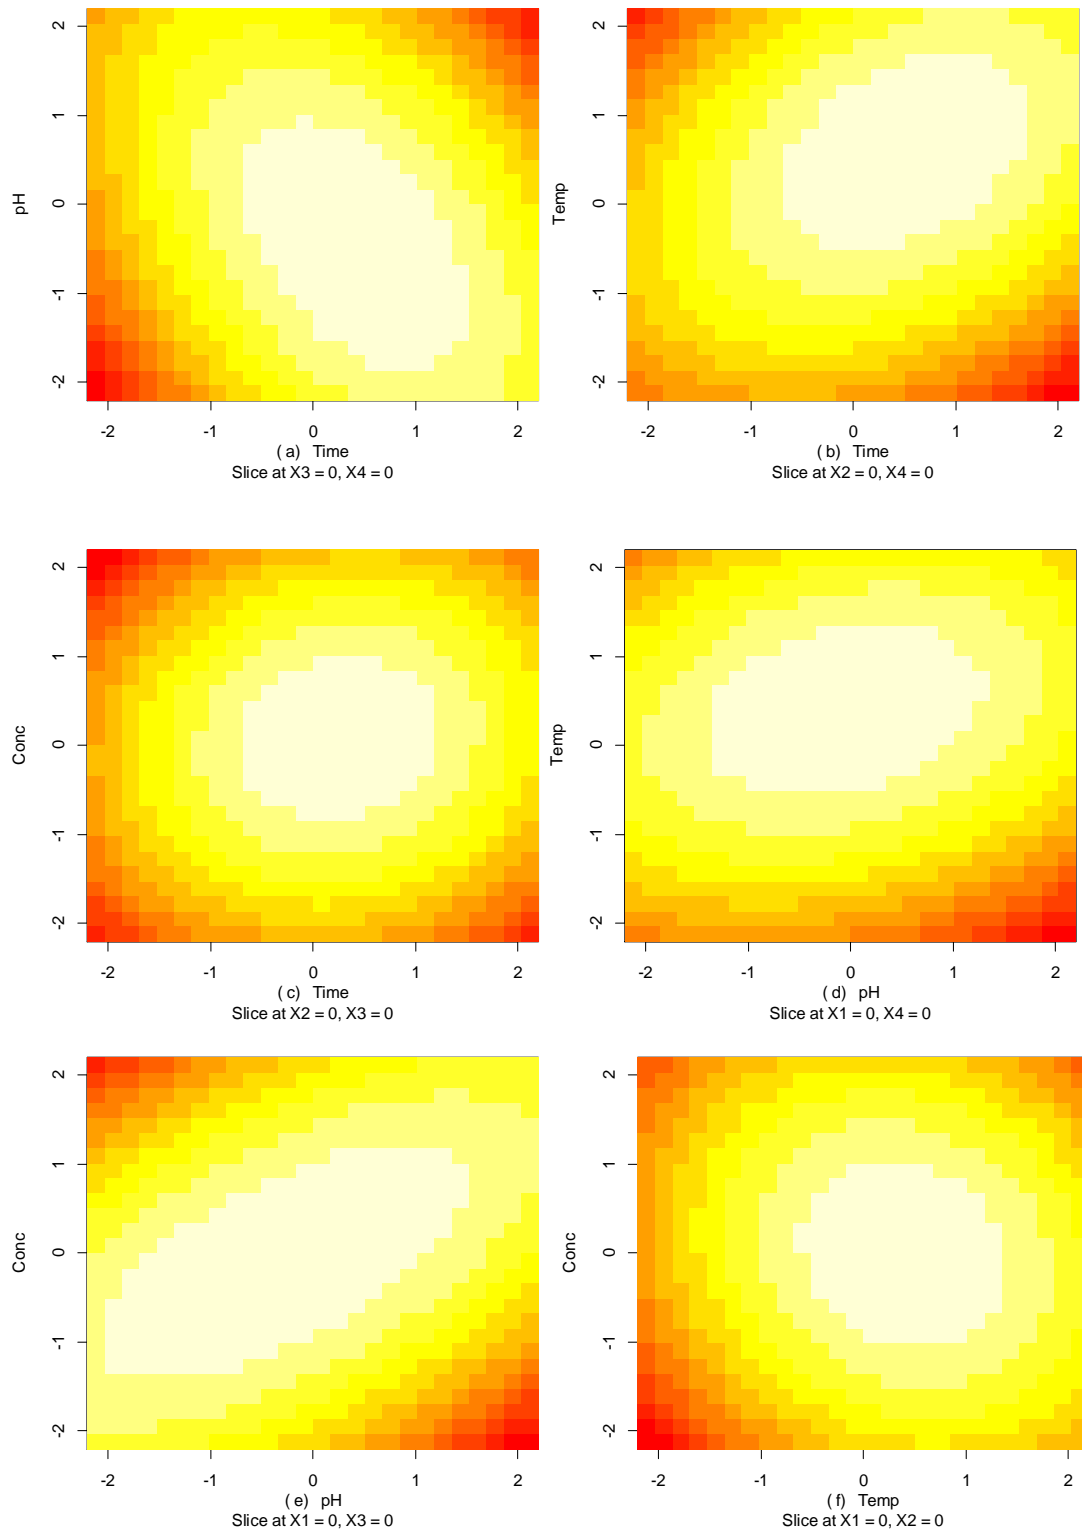 2
1
0
-1
-2
pH
-2 -1 0 1 2
( a) Time
Slice at X3 = 0, X4 = 0
2
1
0
-1
-2
Temp
-2 -1 0 1 2
( b) Time
Slice at X2 = 0, X4 = 0
2
1
0
-1
-2
Conc
-2 -1 0 1 2
( c) Time
Slice at X2 = 0, X3 = 0
2
1
0
-1
-2
Temp
-2 -1 0 1 2
( d) pH
Slice at X1 = 0, X4 = 0
2
1
0
-1
-2
Conc
-2 -1 0 1 2
( e) pH
Slice at X1 = 0, X3 = 0
2
1
0
-1
-2
Conc
-2 -1 0 1 2
( f) Temp
Slice at X1 = 0, X2 = 0